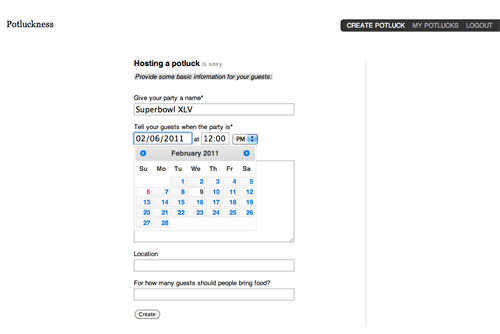 Potluckness
CREATE POTLUCK MY POTLUCKS LOGOUT
Hosting a potluck is sexy
Provide some basic information for your guests:
Give your party a name*
Superbowl XLV
Tell your guests when the party is*
02/06/2011 at 12:00 PM
February 2011
Su Mo Tu We Th Fr Sa
1 2 3 4 5
6 7 8 9 10 11 12
13 14 15 16 17 18 19
20 21 22 23 24 25 26
27 28
Location
For how many guests should people bring food?
Create